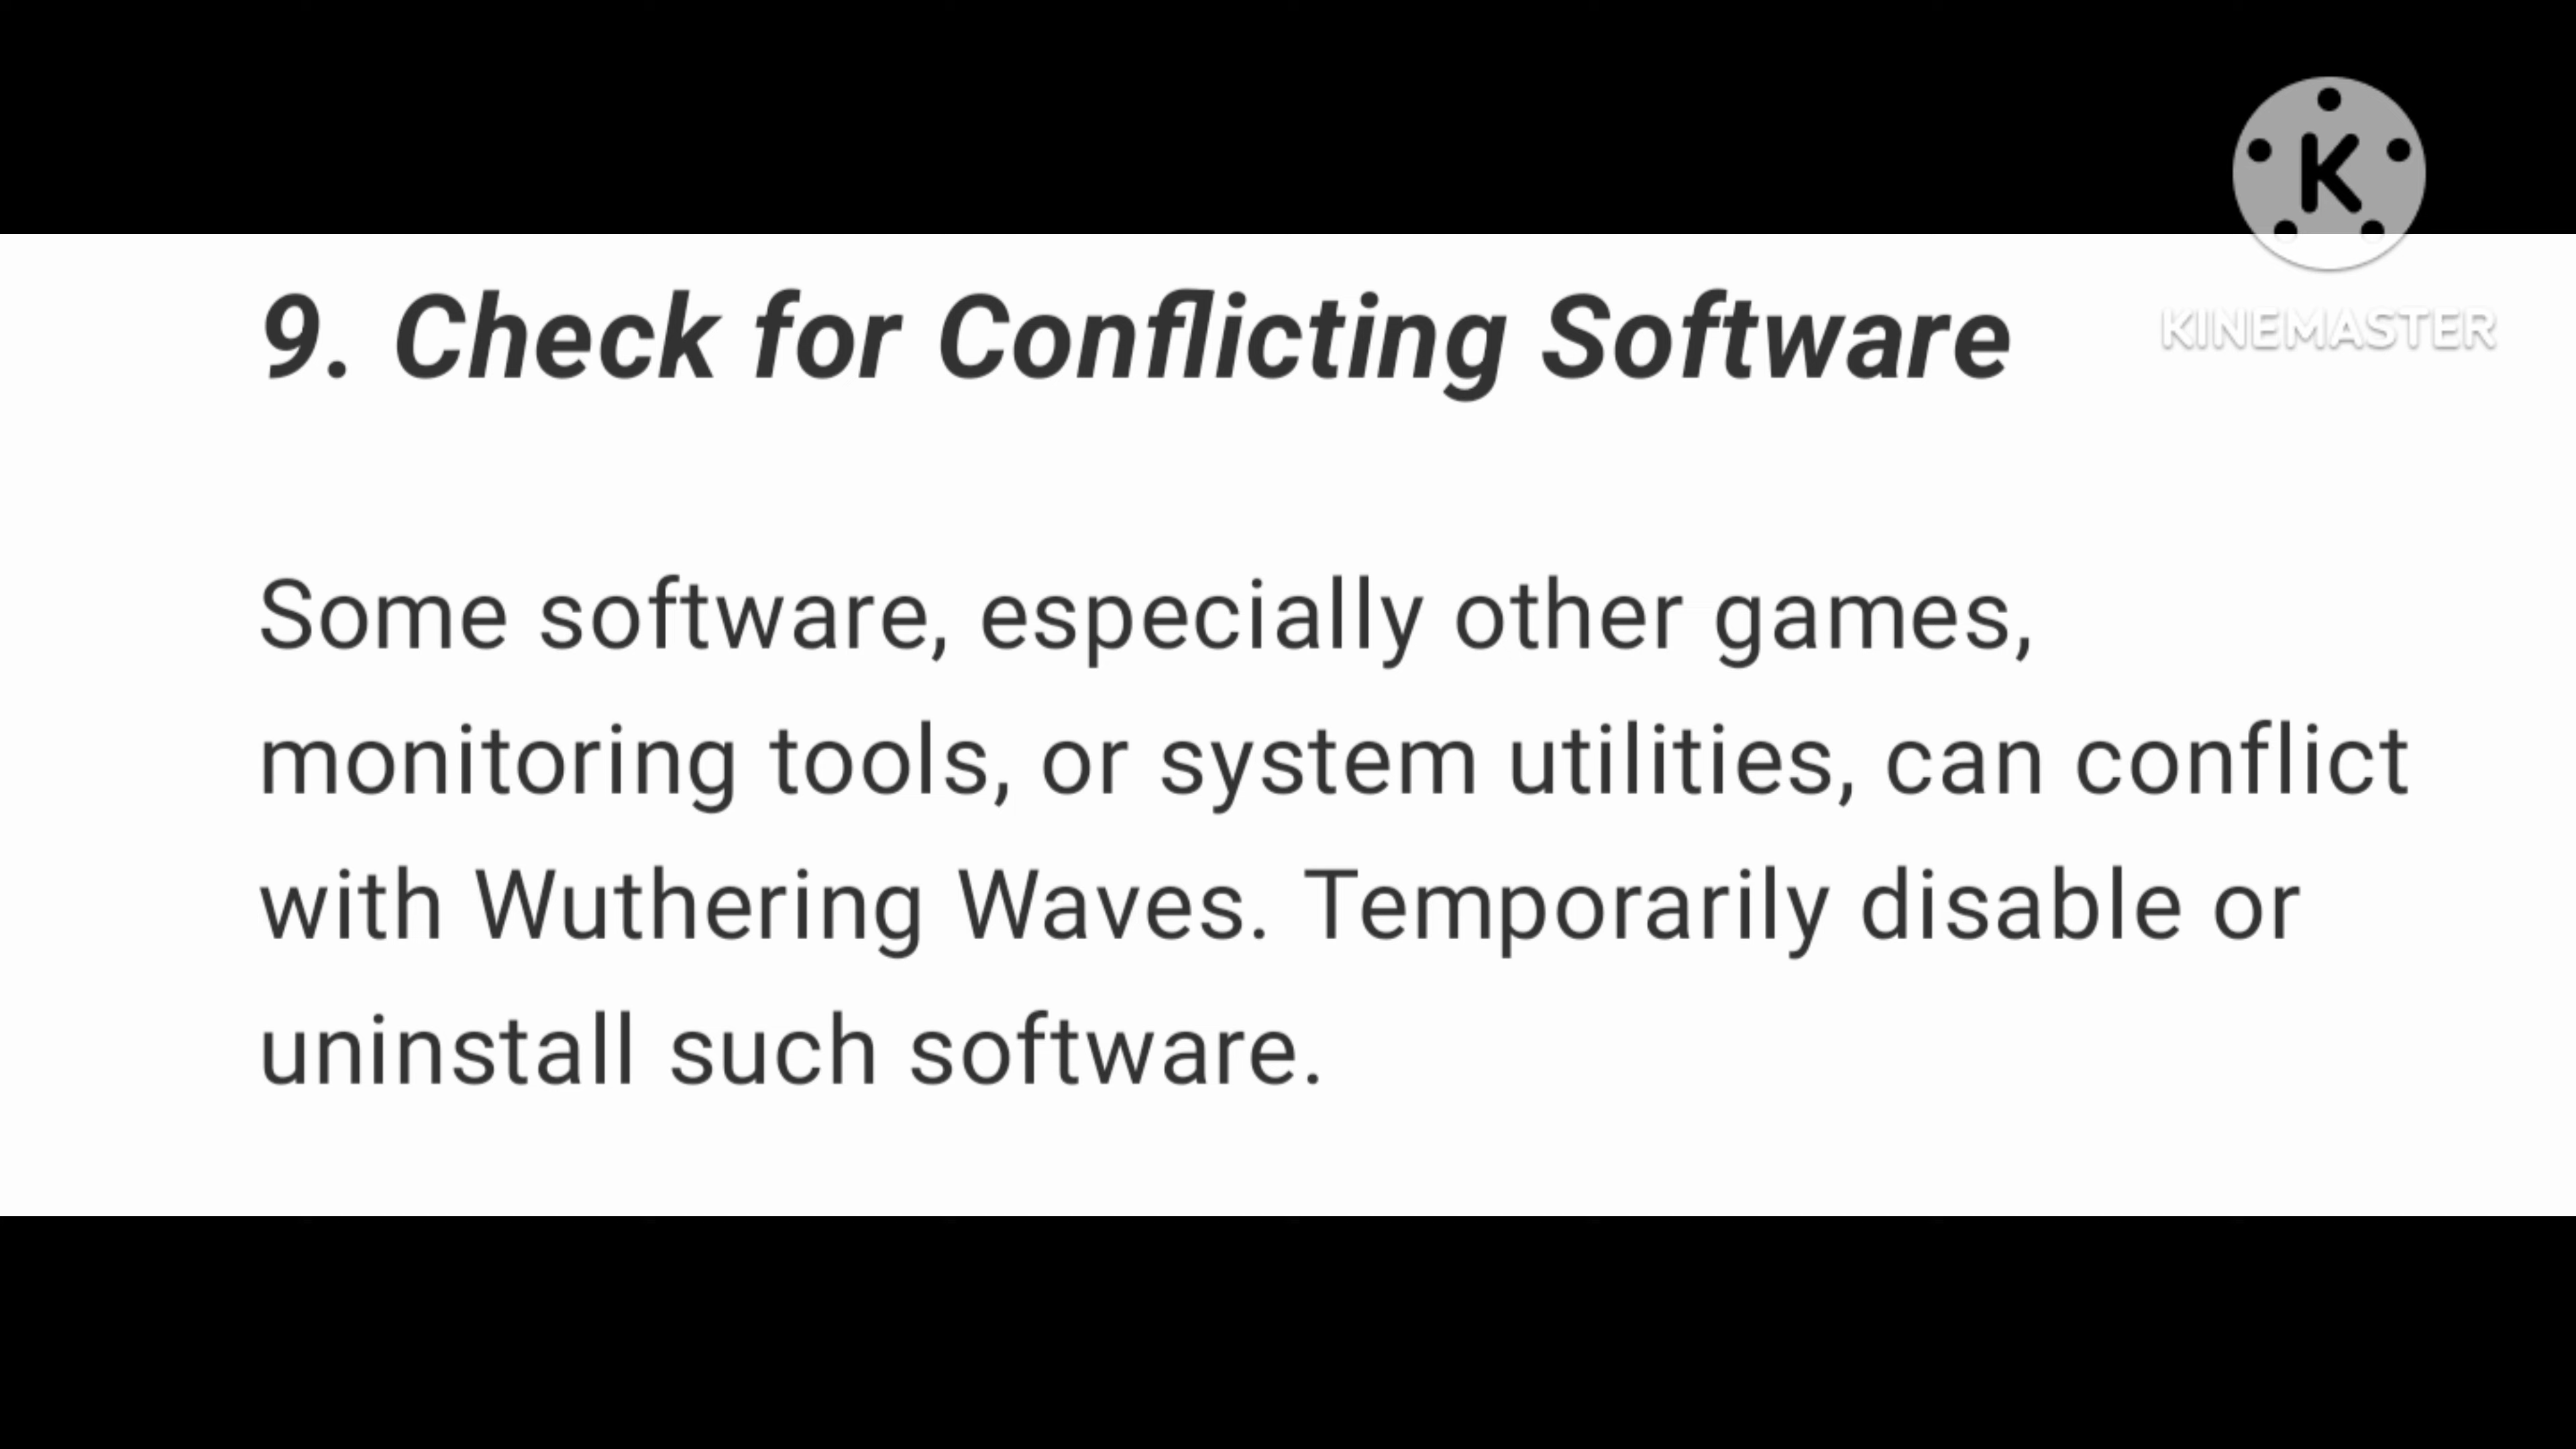 K
KINEMASTER
9. Check for Conflicting Software
Some software, especially other games,
monitoring tools, or system utilities, can conflict
with Wuthering Waves. Temporarily disable or
uninstall such software.